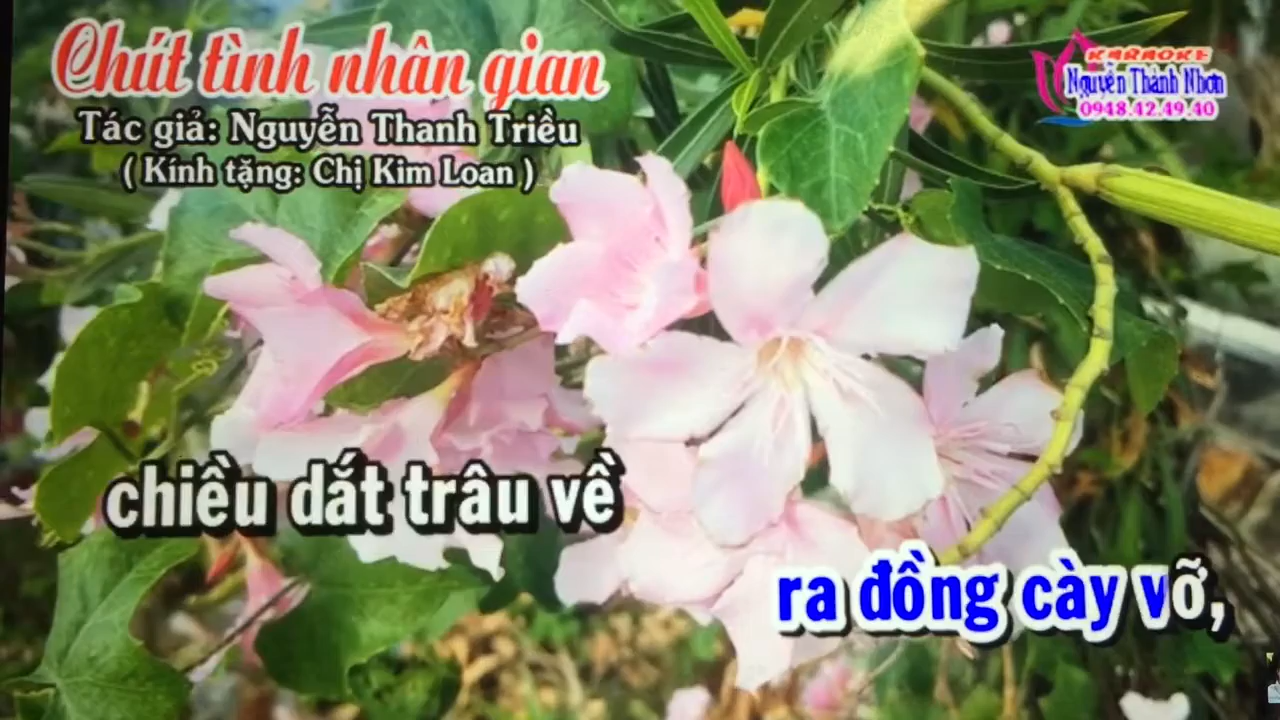 Chút tình nhân gian
Tác giả: Nguyễn Thanh Triều
( Kính tặng: Chị Kim Loan )
KARAOKE
Nguyễn Thành Nhơn
0948.42.49.40
chiều dắt trâu về
ra đồng cày vỡ,